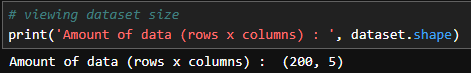 # viewing dataset size
print('Amount of data (rows x columns) : ', dataset.shape)
Amount of data (rows x columns) :  (200, 5)